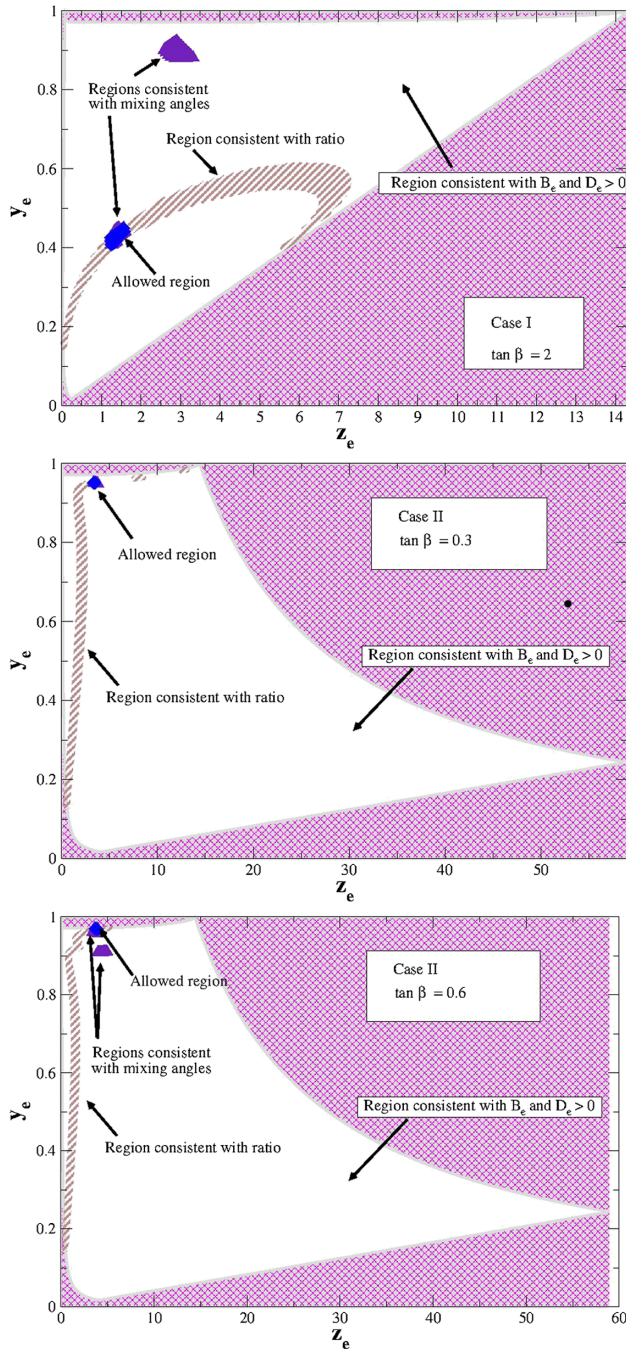 1
0.8
0.6
0.4
0.2
0
y_e
Regions consistent
with mixing angles
Region consistent with ratio
Region consistent with B_e and D_e > 0
Allowed region
Case I
tan β = 2
0 1 2 3 4 5 6 7 8 9 10 11 12 13 14
z_e
1
0.8
0.6
0.4
0.2
0
y_e
Allowed region
Case II
tan β = 0.3
Region consistent with B_e and D_e > 0
Region consistent with ratio
0 10 20 30 40 50
z_e
1
0.8
0.6
0.4
0.2
0
y_e
Allowed region
Case II
tan β = 0.6
Regions consistent
with mixing angles
Region consistent with B_e and D_e > 0
Region consistent with ratio
0 10 20 30 40 50 60
z_e